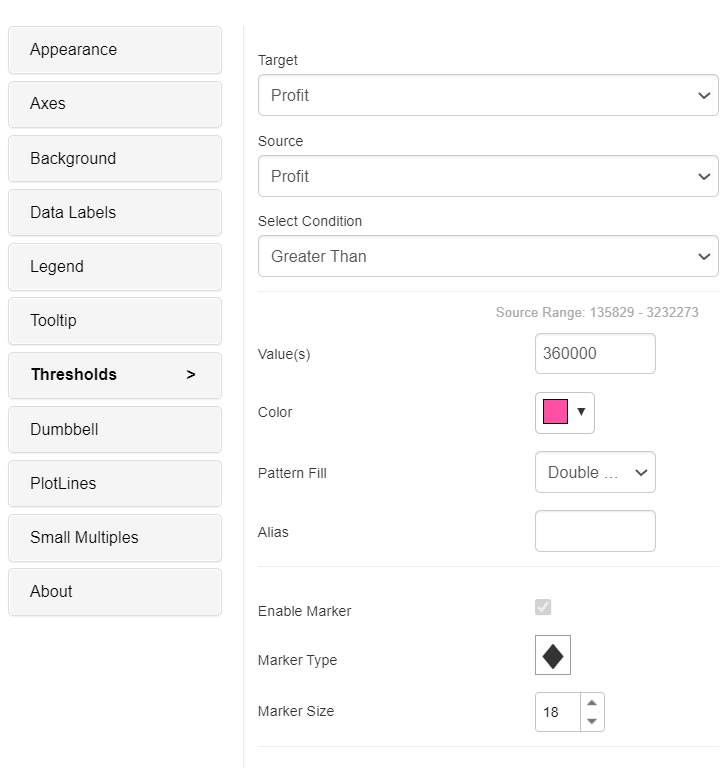 Appearance
Axes
Background
Data Labels
Legend
Tooltip
Thresholds >
Dumbbell
PlotLines
Small Multiples
About
Target
Profit
Source
Profit
Select Condition
Greater Than
Source Range: 135829 - 3232273
Value(s) 360000
Color
Pattern Fill Double ...
Alias
Enable Marker
Marker Type
Marker Size 18